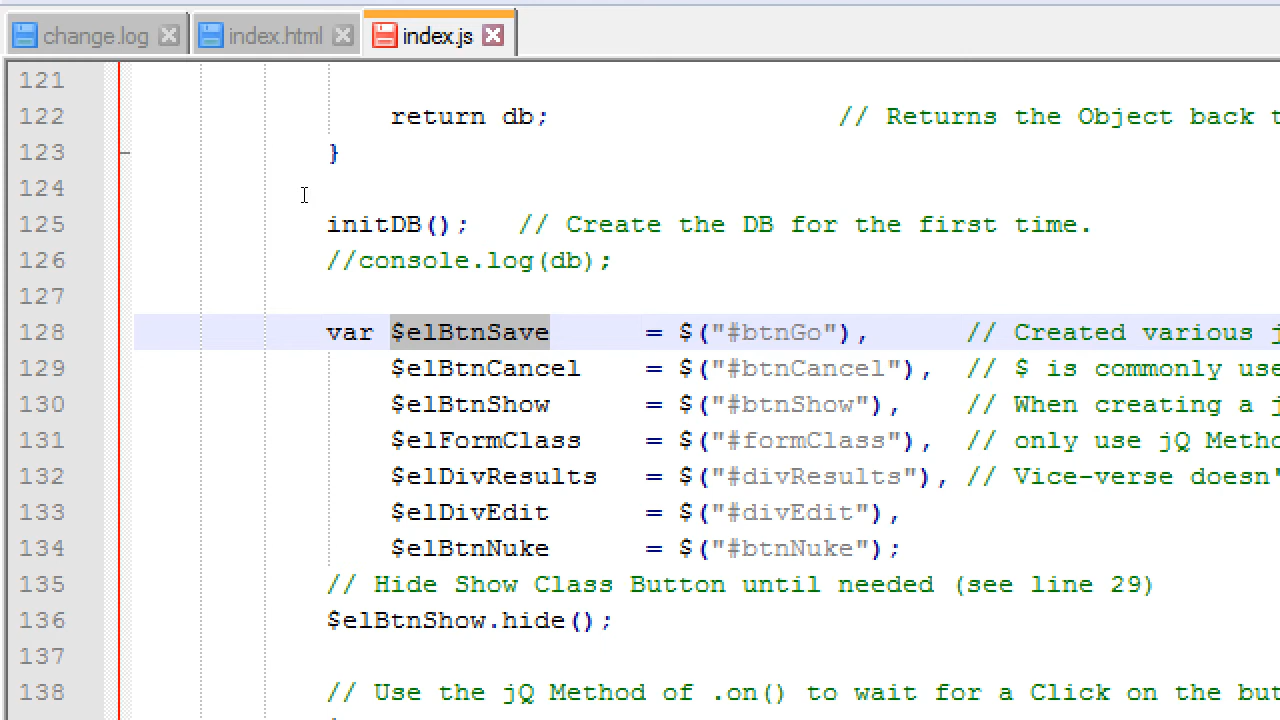 change.log index.html index.js
121
122 return db; // Returns the Object back t
123 }
124
125 initDB(); // Create the DB for the first time.
126 //console.log(db);
127
128 var $elBtnSave = $("#btnGo"), // Created various j
129 $elBtnCancel = $("#btnCancel"), // $ is commonly use
130 $elBtnShow = $("#btnShow"), // When creating a j
131 $elFormClass = $("#formClass"), // only use jQ Metho
132 $elDivResults = $("#divResults"), // Vice-verse doesn'
133 $elDivEdit = $("#divEdit"),
134 $elBtnNuke = $("#btnNuke");
135 // Hide Show Class Button until needed (see line 29)
136 $elBtnShow.hide();
137
138 // Use the jQ Method of .on() to wait for a Click on the but